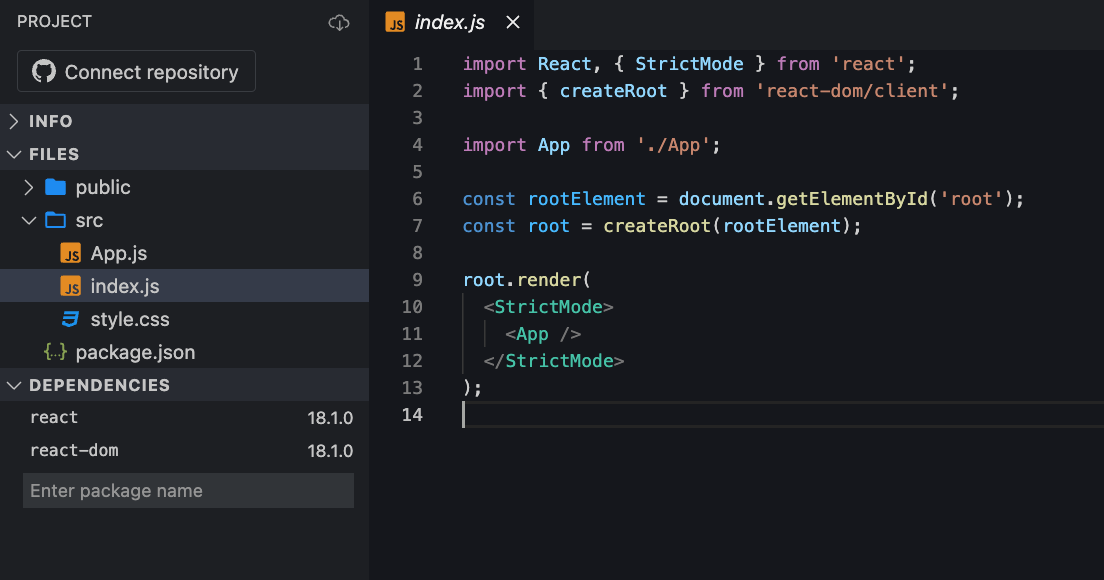 PROJECT
Connect repository
INFO
FILES
public
src
JS App.js
JS index.js
style.css
{..} package.json
DEPENDENCIES
react 18.1.0
react-dom 18.1.0
Enter package name
JS index.js
1 import React, { StrictMode } from 'react';
2 import { createRoot } from 'react-dom/client';
3
4 import App from './App';
5
6 const rootElement = document.getElementById('root');
7 const root = createRoot(rootElement);
8
9 root.render(
10   <StrictMode>
11     <App />
12   </StrictMode>
13 );
14